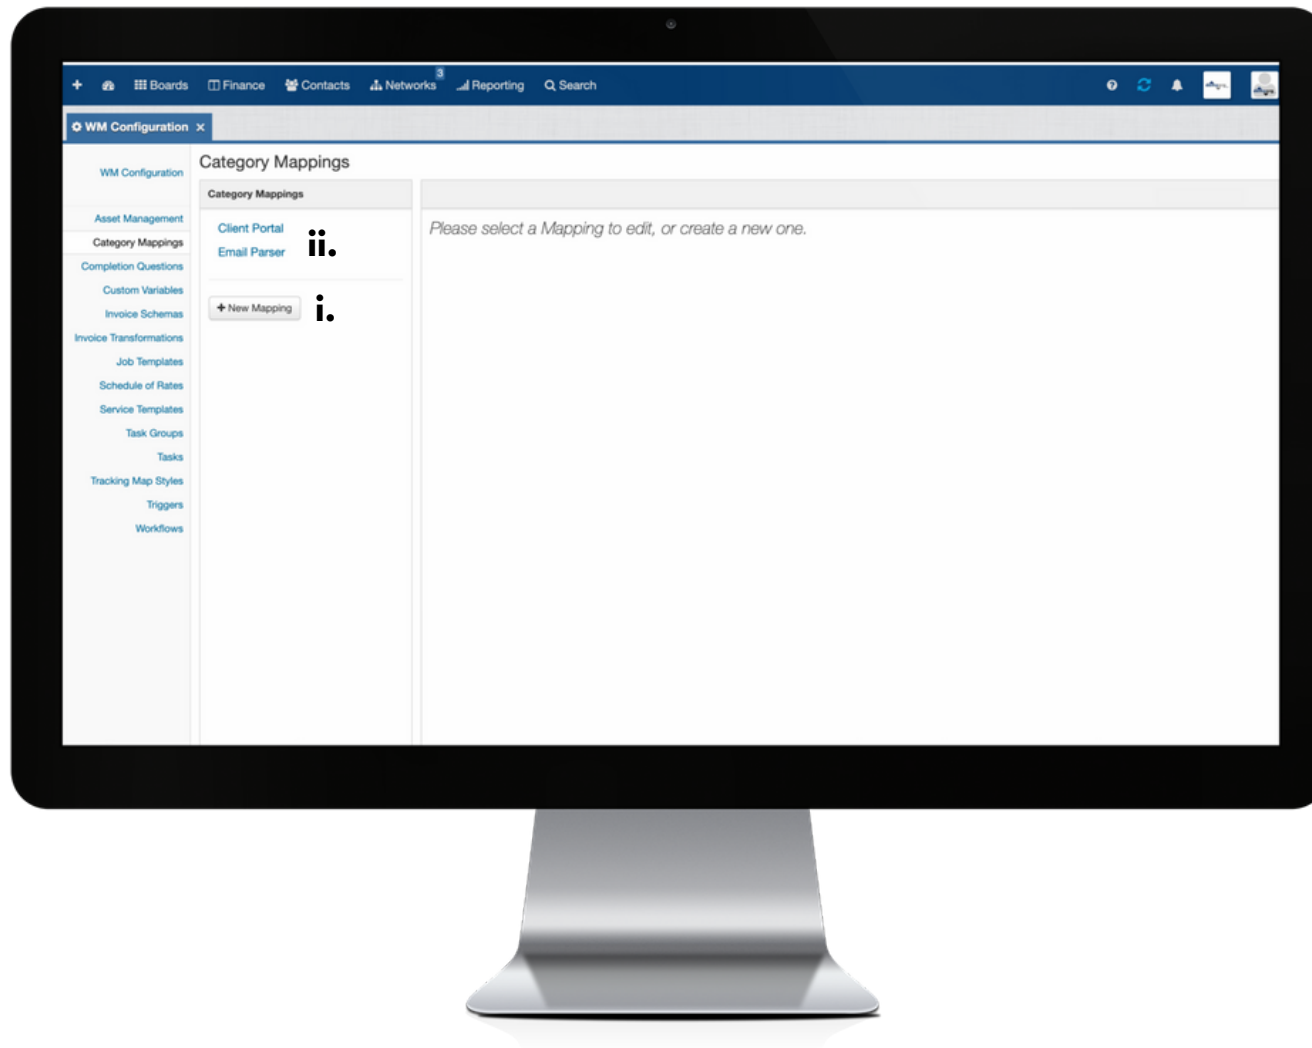 Boards Finance Contacts Networks 3 Reporting Search
WM Configuration ×
WM Configuration
Asset Management
Category Mappings
Completion Questions
Custom Variables
Invoice Schemas
Invoice Transformations
Job Templates
Schedule of Rates
Service Templates
Task Groups
Tasks
Tracking Map Styles
Triggers
Workflows
Category Mappings
Category Mappings
Client Portal
Email Parser
ii.
+ New Mapping
i.
Please select a Mapping to edit, or create a new one.